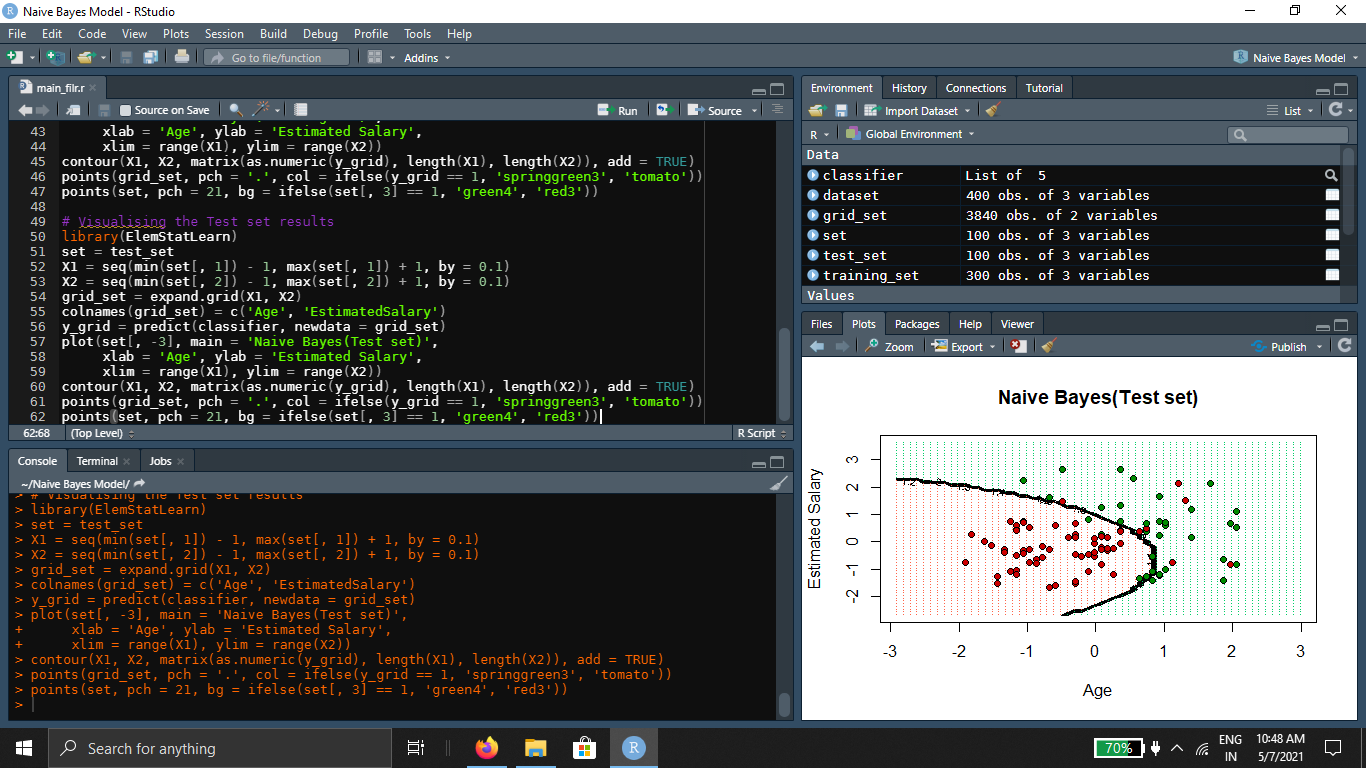 Naive Bayes Model - RStudio
File Edit Code View Plots Session Build Debug Profile Tools Help
Go to file/function Addins
Naive Bayes Model
main_filr.r
Source on Save Run Source
43 xlab = 'Age', ylab = 'Estimated Salary',
44 xlim = range(X1), ylim = range(X2))
45 contour(X1, X2, matrix(as.numeric(y_grid), length(X1), length(X2)), add = TRUE)
46 points(grid_set, pch = '.', col = ifelse(y_grid == 1, 'springgreen3', 'tomato'))
47 points(set, pch = 21, bg = ifelse(set[, 3] == 1, 'green4', 'red3'))
48
49 # Visualising the Test set results
50 library(ElemStatLearn)
51 set = test_set
52 X1 = seq(min(set[, 1]) - 1, max(set[, 1]) + 1, by = 0.1)
53 X2 = seq(min(set[, 2]) - 1, max(set[, 2]) + 1, by = 0.1)
54 grid_set = expand.grid(X1, X2)
55 colnames(grid_set) = c('Age', 'EstimatedSalary')
56 y_grid = predict(classifier, newdata = grid_set)
57 plot(set[, -3], main = 'Naive Bayes(Test set)',
58 xlab = 'Age', ylab = 'Estimated Salary',
59 xlim = range(X1), ylim = range(X2))
60 contour(X1, X2, matrix(as.numeric(y_grid), length(X1), length(X2)), add = TRUE)
61 points(grid_set, pch = '.', col = ifelse(y_grid == 1, 'springgreen3', 'tomato'))
62 points(set, pch = 21, bg = ifelse(set[, 3] == 1, 'green4', 'red3'))
62:68 (Top Level) R Script
Console Terminal Jobs
~/Naive Bayes Model/
> # Visualising the Test set results
> library(ElemStatLearn)
> set = test_set
> X1 = seq(min(set[, 1]) - 1, max(set[, 1]) + 1, by = 0.1)
> X2 = seq(min(set[, 2]) - 1, max(set[, 2]) + 1, by = 0.1)
> grid_set = expand.grid(X1, X2)
> colnames(grid_set) = c('Age', 'EstimatedSalary')
> y_grid = predict(classifier, newdata = grid_set)
> plot(set[, -3], main = 'Naive Bayes(Test set)',
+ xlab = 'Age', ylab = 'Estimated Salary',
+ xlim = range(X1), ylim = range(X2))
> contour(X1, X2, matrix(as.numeric(y_grid), length(X1), length(X2)), add = TRUE)
> points(grid_set, pch = '.', col = ifelse(y_grid == 1, 'springgreen3', 'tomato'))
> points(set, pch = 21, bg = ifelse(set[, 3] == 1, 'green4', 'red3'))
>
Environment History Connections Tutorial
Import Dataset List
R Global Environment
Data
classifier List of 5
dataset 400 obs. of 3 variables
grid_set 3840 obs. of 2 variables
set 100 obs. of 3 variables
test_set 100 obs. of 3 variables
training_set 300 obs. of 3 variables
Values
Files Plots Packages Help Viewer
Zoom Export Publish
Naive Bayes(Test set)
Estimated Salary
3
2
1
0
-1
-2
-3 -2 -1 0 1 2 3
Age
Search for anything
70%
ENG
IN
10:48 AM
5/7/2021